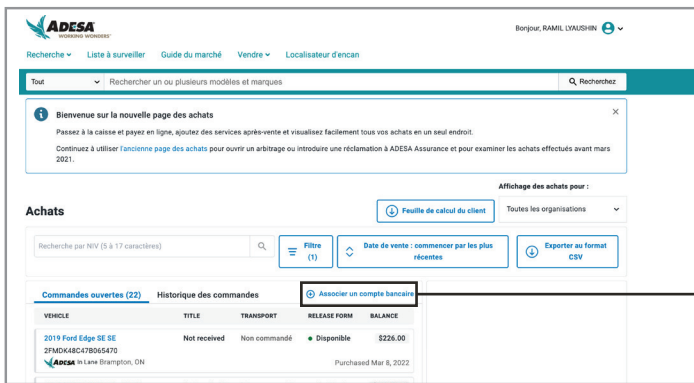 ADESA
WORKING WONDERS
Bonjour, RAMIL LYAUSHIN
Recherche Liste à surveiller Guide du marché Vendre Localisateur d'encan
Tout Rechercher un ou plusieurs modèles et marques Recherchez
Bienvenue sur la nouvelle page des achats
Passez à la caisse et payez en ligne, ajoutez des services après-vente et visualisez facilement tous vos achats en un seul endroit.
Continuez à utiliser l'ancienne page des achats pour ouvrir un arbitrage ou introduire une réclamation à ADESA Assurance et pour examiner les achats effectués avant mars
2021.
Affichage des achats pour :
Achats
Feuille de calcul du client
Toutes les organisations
Recherche par NIV (5 à 17 caractères)
Filtre
(1)
Date de vente : commencer par les plus
récentes
Exporter au format
CSV
Commandes ouvertes (22) Historique des commandes Associer un compte bancaire
VEHICLE TITLE TRANSPORT RELEASE FORM BALANCE
2019 Ford Edge SE SE Not received Non commandé Disponible $226.00
2FMDK48C47B065470
ADESA In Lane Brampton, ON Purchased Mar 8, 2022